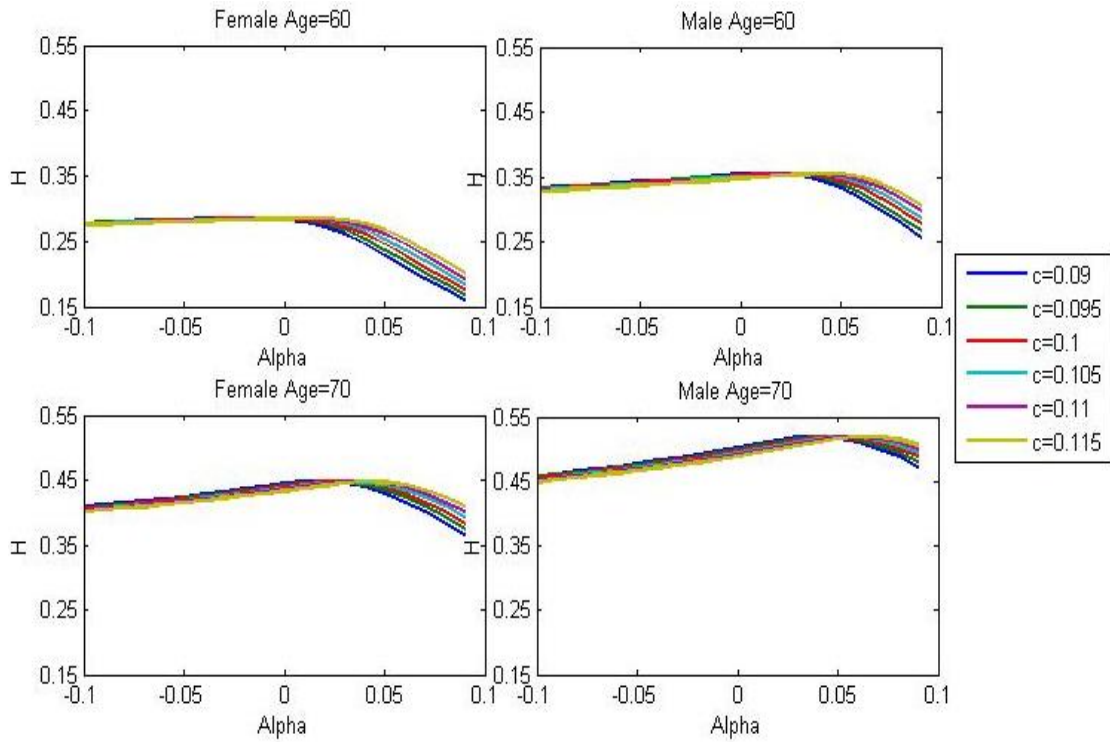 Female Age=60
Male Age=60
0.55
0.45
0.35
0.25
0.15
H
-0.1
-0.05
0
0.05
0.1
Alpha
0.55
0.45
0.35
0.25
0.15
H
-0.1
-0.05
0
0.05
0.1
Alpha
c=0.09
c=0.095
c=0.1
c=0.105
c=0.11
c=0.115
Female Age=70
Male Age=70
0.55
0.45
0.35
0.25
0.15
H
-0.1
-0.05
0
0.05
0.1
Alpha
0.55
0.45
0.35
0.25
0.15
H
-0.1
-0.05
0
0.05
0.1
Alpha